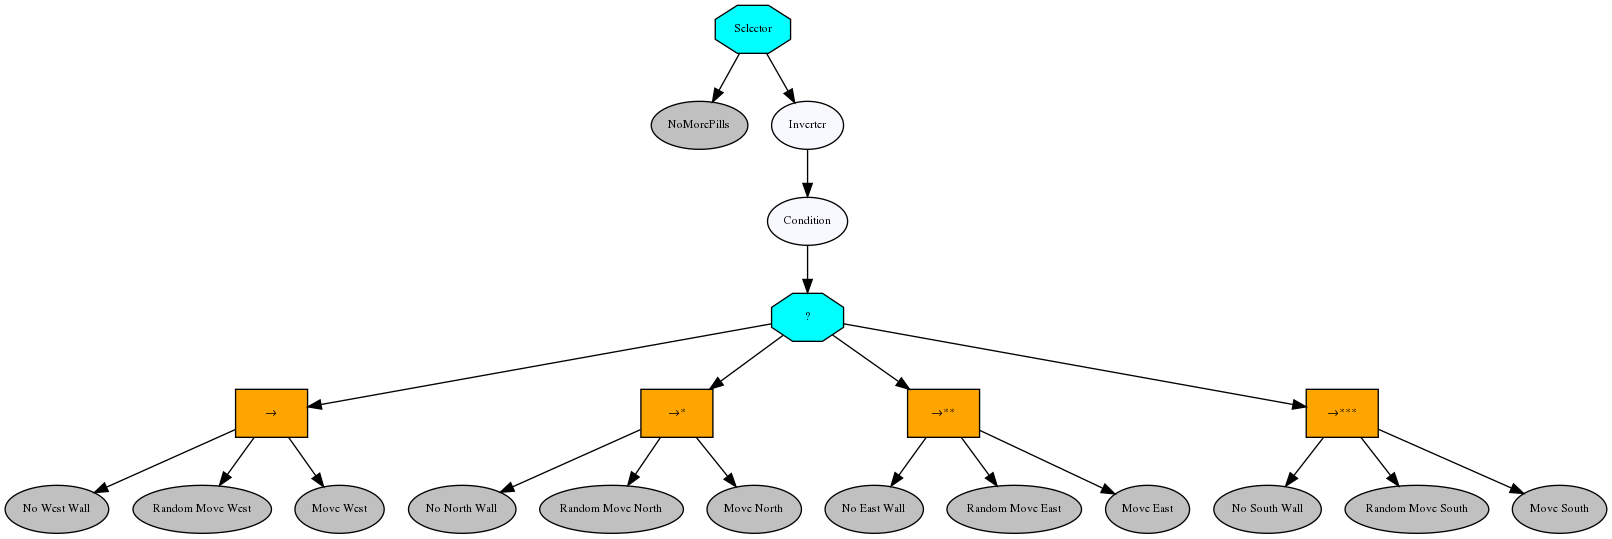 Selector
NoMorePills
Inverter
Condition
?
→
→*
→**
→***
No West Wall
Random Move West
Move West
No North Wall
Random Move North
Move North
No East Wall
Random Move East
Move East
No South Wall
Random Move South
Move South